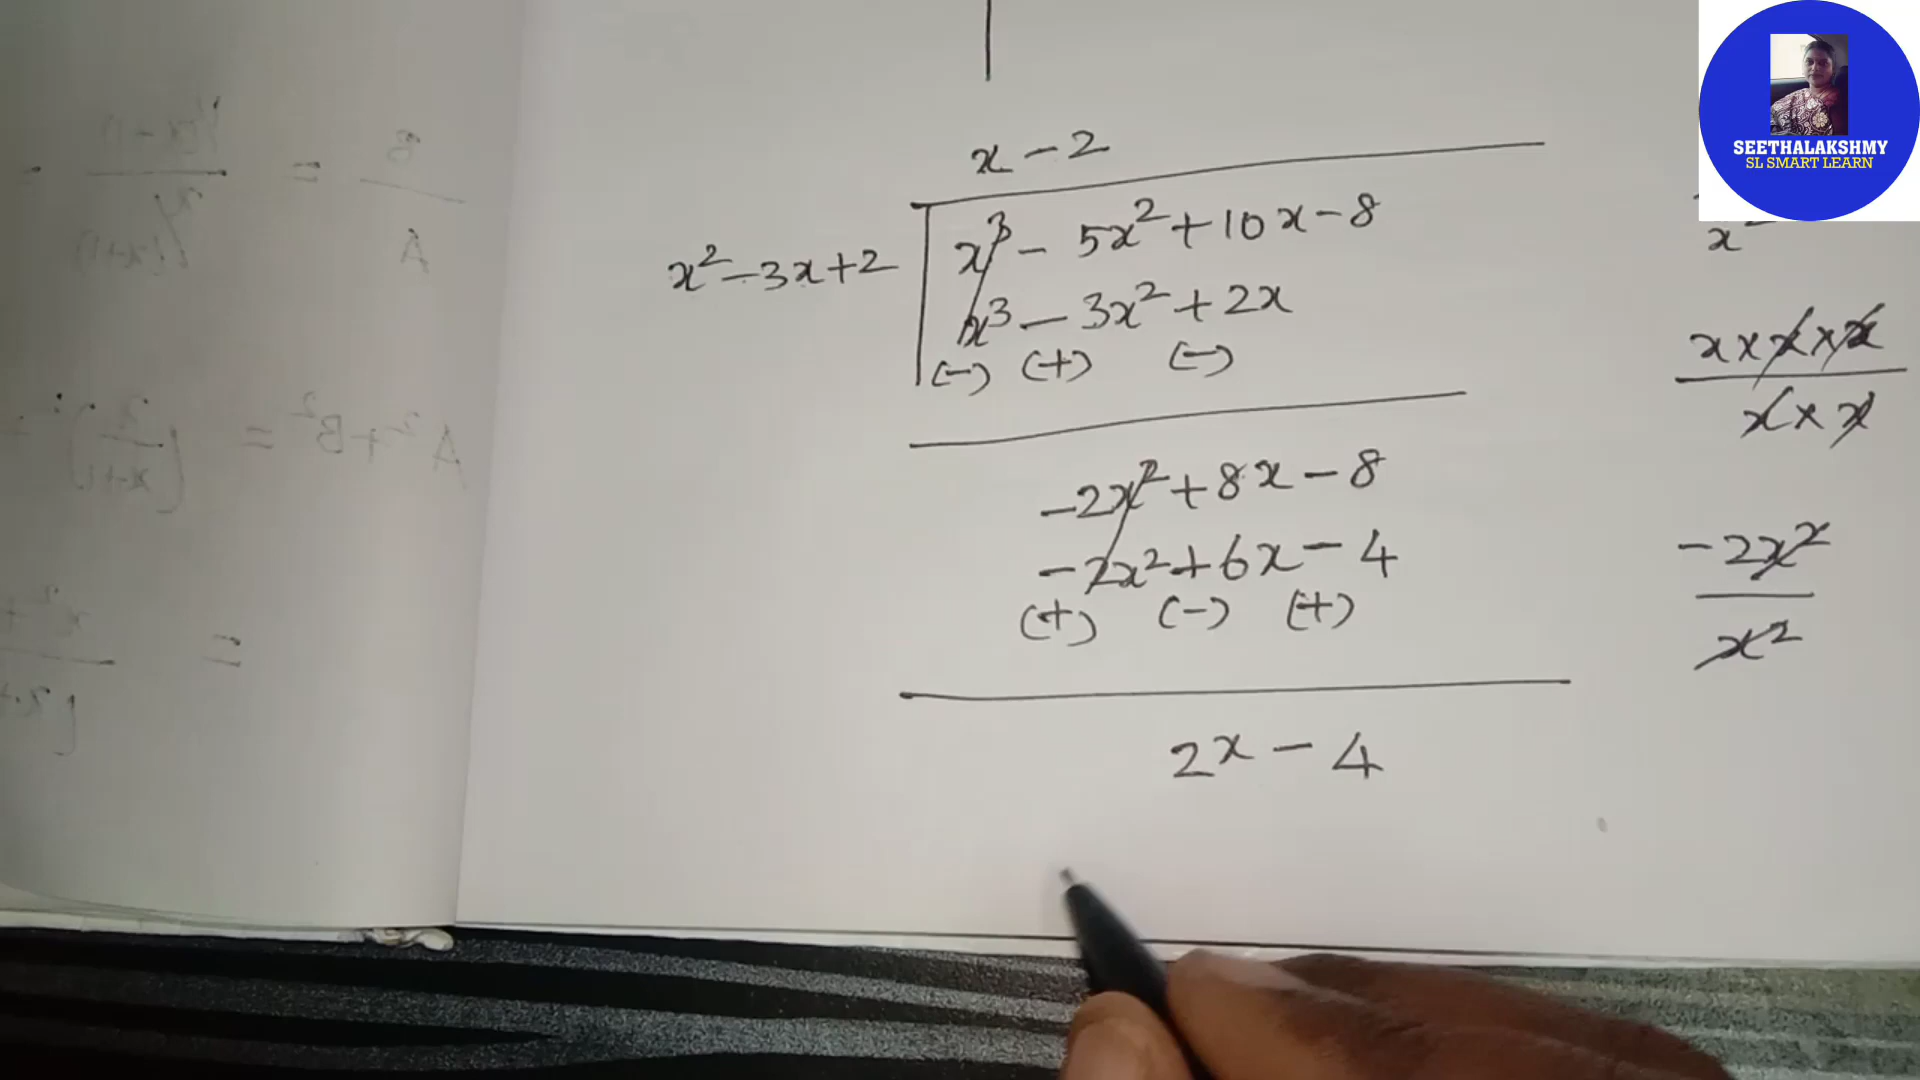 x - 2
x² - 3x + 2 | x³ - 5x² + 10x - 8
x³ - 3x² + 2x
(-) (+) (-)
-2x² + 8x - 8
-2x² + 6x - 4
(+) (-) (+)
2x - 4
x²
x × x × x
x × x
-2x²
x²
SEETHALAKSHMY
SL SMART LEARN